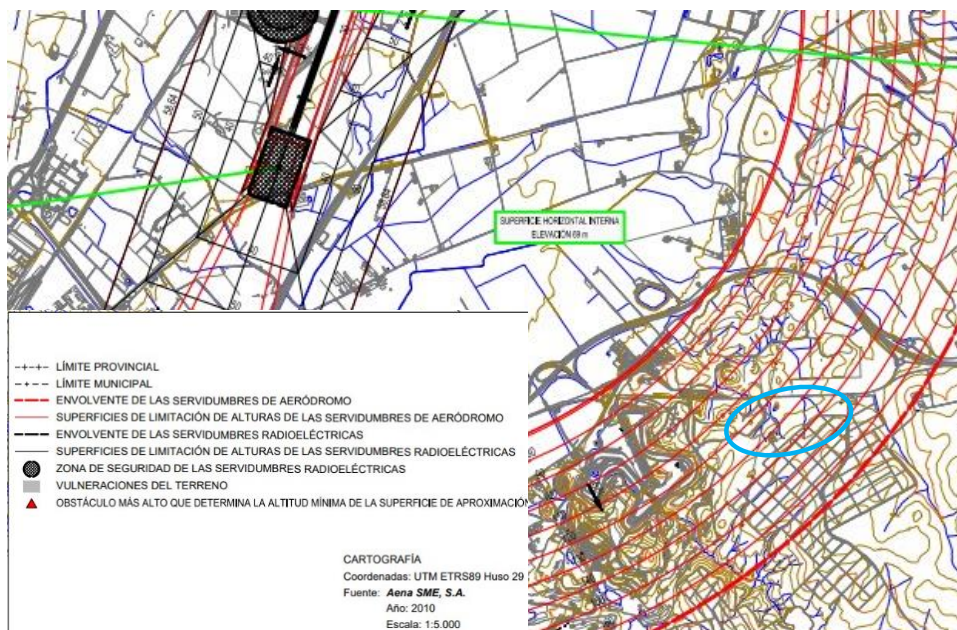 SUPERFICIE HORIZONTAL INTERNA
ELEVACIÓN 69 m
LÍMITE PROVINCIAL
LÍMITE MUNICIPAL
ENVOLVENTE DE LAS SERVIDUMBRES DE AERÓDROMO
SUPERFICIES DE LIMITACIÓN DE ALTURAS DE LAS SERVIDUMBRES DE AERÓDROMO
ENVOLVENTE DE LAS SERVIDUMBRES RADIOELÉCTRICAS
SUPERFICIES DE LIMITACIÓN DE ALTURAS DE LAS SERVIDUMBRES RADIOELÉCTRICAS
ZONA DE SEGURIDAD DE LAS SERVIDUMBRES RADIOELÉCTRICAS
VULNERACIONES DEL TERRENO
OBSTÁCULO MÁS ALTO QUE DETERMINA LA ALTITUD MÍNIMA DE LA SUPERFICIE DE APROXIMACIÓN
CARTOGRAFÍA
Coordenadas: UTM ETRS89 Huso 29
Fuente: Aena SME, S.A.
Año: 2010
Escala: 1:5.000